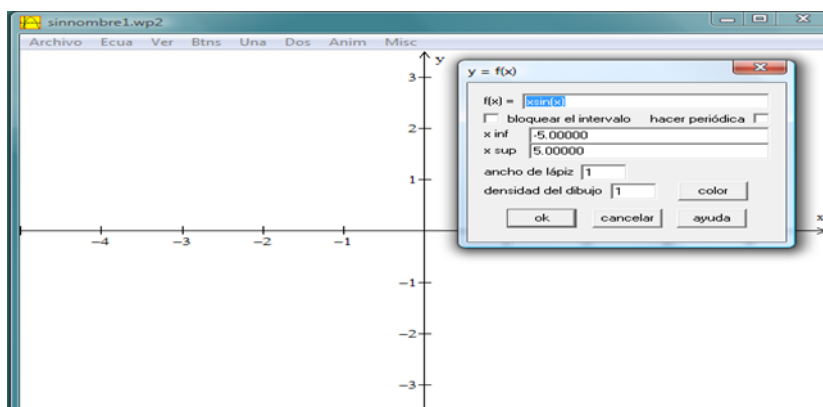 sinnombre1.wp2
Archivo Ecua Ver Btns Una Dos Anim Misc
y
3
2
1
x
−4 −3 −2 −1
−1
−2
−3
y = f(x)
f(x) = xsin(x)
bloquear el intervalo hacer periódica
x inf -5.00000
x sup 5.00000
ancho de lápiz 1
densidad del dibujo 1 color
ok cancelar ayuda